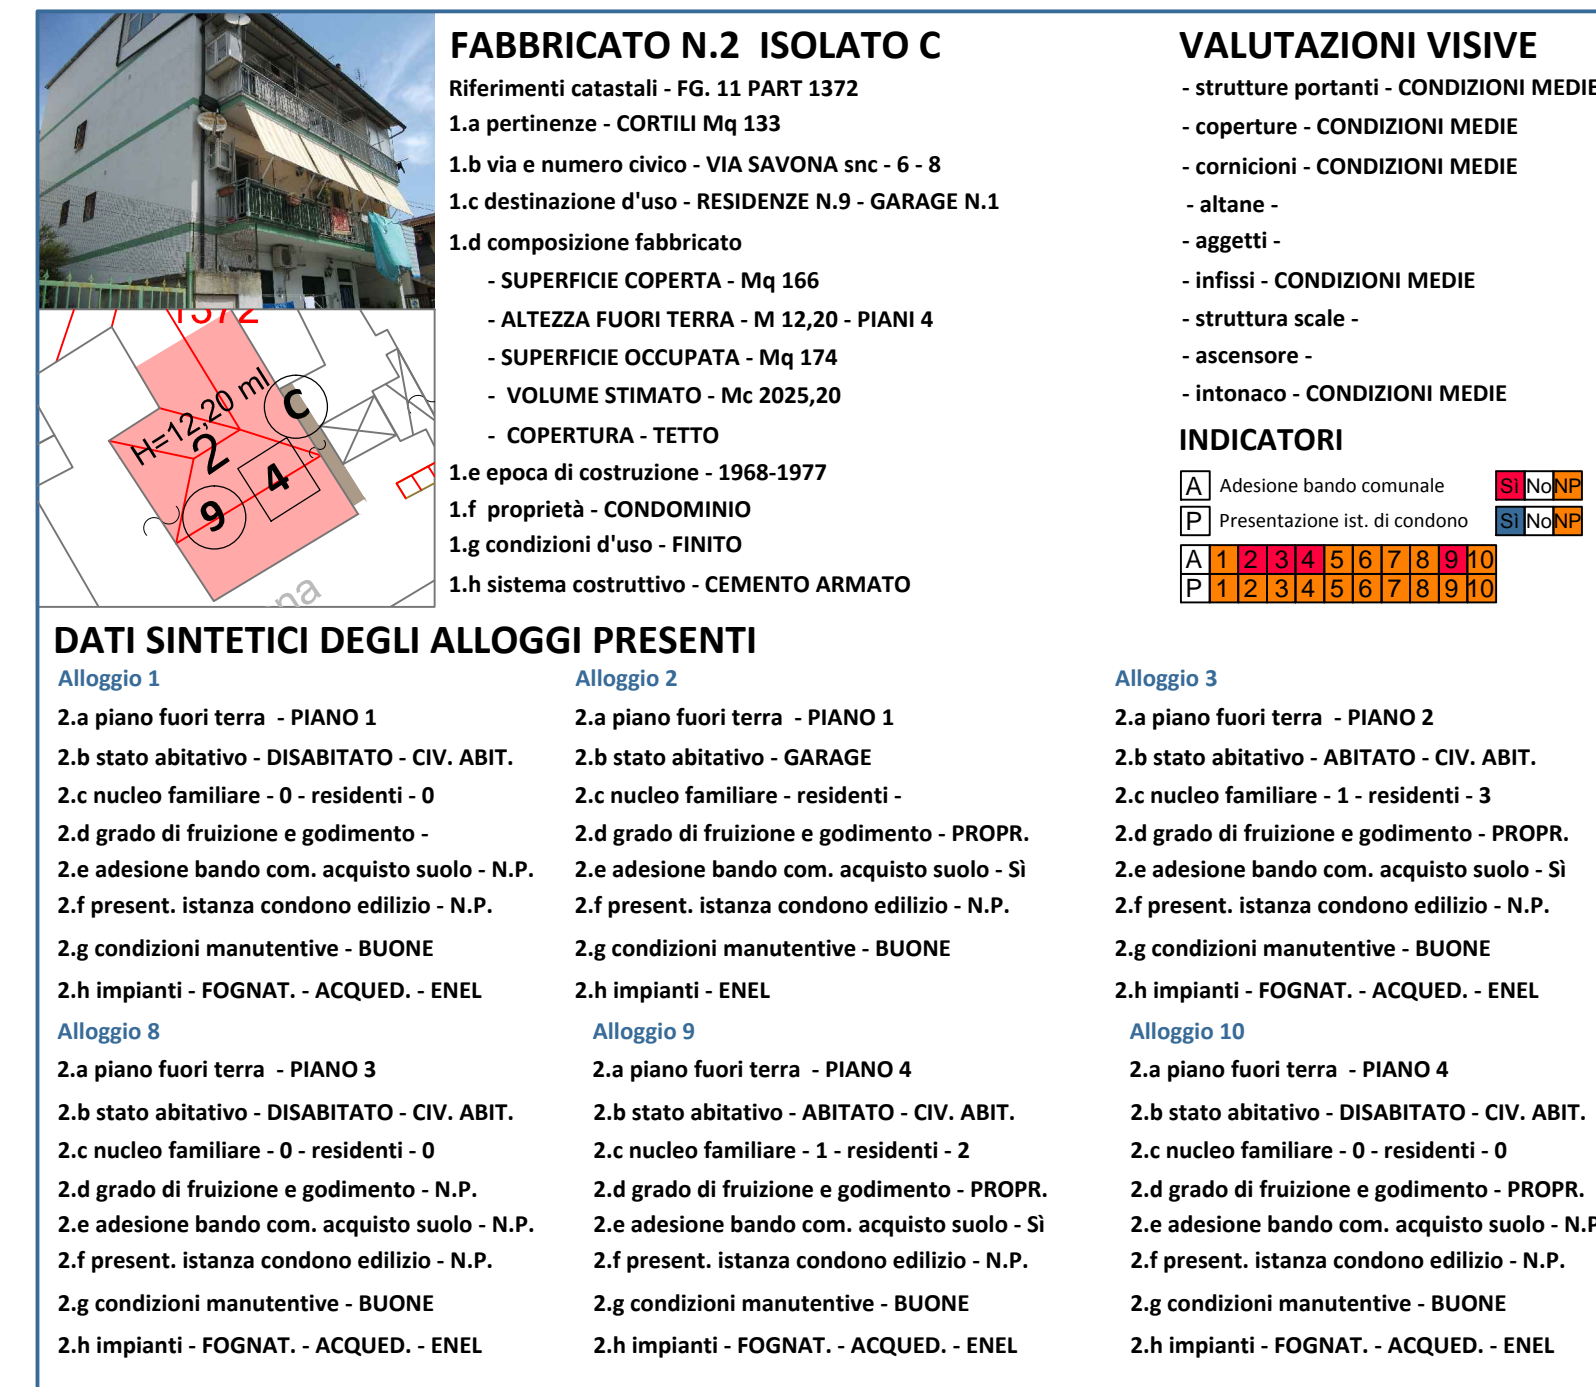 FABBRICATO N.2 ISOLATO C
Riferimenti catastali - FG. 11 PART 1372
1.a pertinenze - CORTILI Mq 133
1.b via e numero civico - VIA SAVONA snc - 6 - 8
1.c destinazione d'uso - RESIDENZE N.9 - GARAGE N.1
1.d composizione fabbricato
- SUPERFICIE COPERTA - Mq 166
- ALTEZZA FUORI TERRA - M 12,20 - PIANI 4
- SUPERFICIE OCCUPATA - Mq 174
- VOLUME STIMATO - Mc 2025,20
- COPERTURA - TETTO
1.e epoca di costruzione - 1968-1977
1.f proprietà - CONDOMINIO
1.g condizioni d'uso - FINITO
1.h sistema costruttivo - CEMENTO ARMATO
1372
H=12,20 ml
C
2
4
9
na
VALUTAZIONI VISIVE
- strutture portanti - CONDIZIONI MEDIE
- coperture - CONDIZIONI MEDIE
- cornicioni - CONDIZIONI MEDIE
- altane -
- aggetti -
- infissi - CONDIZIONI MEDIE
- struttura scale -
- ascensore -
- intonaco - CONDIZIONI MEDIE
INDICATORI
A Adesione bando comunale Sì No NP
P Presentazione ist. di condono Sì No NP
A 1 2 3 4 5 6 7 8 9 10
P 1 2 3 4 5 6 7 8 9 10
DATI SINTETICI DEGLI ALLOGGI PRESENTI
Alloggio 1
2.a piano fuori terra - PIANO 1
2.b stato abitativo - DISABITATO - CIV. ABIT.
2.c nucleo familiare - 0 - residenti - 0
2.d grado di fruizione e godimento -
2.e adesione bando com. acquisto suolo - N.P.
2.f present. istanza condono edilizio - N.P.
2.g condizioni manutentive - BUONE
2.h impianti - FOGNAT. - ACQUED. - ENEL
Alloggio 2
2.a piano fuori terra - PIANO 1
2.b stato abitativo - GARAGE
2.c nucleo familiare - residenti -
2.d grado di fruizione e godimento - PROPR.
2.e adesione bando com. acquisto suolo - Sì
2.f present. istanza condono edilizio - N.P.
2.g condizioni manutentive - BUONE
2.h impianti - ENEL
Alloggio 3
2.a piano fuori terra - PIANO 2
2.b stato abitativo - ABITATO - CIV. ABIT.
2.c nucleo familiare - 1 - residenti - 3
2.d grado di fruizione e godimento - PROPR.
2.e adesione bando com. acquisto suolo - Sì
2.f present. istanza condono edilizio - N.P.
2.g condizioni manutentive - BUONE
2.h impianti - FOGNAT. - ACQUED. - ENEL
Alloggio 8
2.a piano fuori terra - PIANO 3
2.b stato abitativo - DISABITATO - CIV. ABIT.
2.c nucleo familiare - 0 - residenti - 0
2.d grado di fruizione e godimento - N.P.
2.e adesione bando com. acquisto suolo - N.P.
2.f present. istanza condono edilizio - N.P.
2.g condizioni manutentive - BUONE
2.h impianti - FOGNAT. - ACQUED. - ENEL
Alloggio 9
2.a piano fuori terra - PIANO 4
2.b stato abitativo - ABITATO - CIV. ABIT.
2.c nucleo familiare - 1 - residenti - 2
2.d grado di fruizione e godimento - PROPR.
2.e adesione bando com. acquisto suolo - Sì
2.f present. istanza condono edilizio - N.P.
2.g condizioni manutentive - BUONE
2.h impianti - FOGNAT. - ACQUED. - ENEL
Alloggio 10
2.a piano fuori terra - PIANO 4
2.b stato abitativo - DISABITATO - CIV. ABIT.
2.c nucleo familiare - 0 - residenti - 0
2.d grado di fruizione e godimento - PROPR.
2.e adesione bando com. acquisto suolo - N.P
2.f present. istanza condono edilizio - N.P.
2.g condizioni manutentive - BUONE
2.h impianti - FOGNAT. - ACQUED. - ENEL